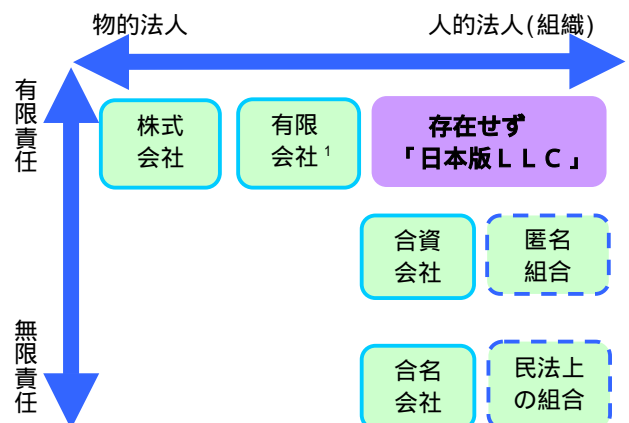 物的法人
人的法人(組織)
有限責任
株式
会社
有限
会社1
存在せず
「日本版ＬＬＣ」
合資
会社
匿名
組合
無限責任
合名
会社
民法上
の組合